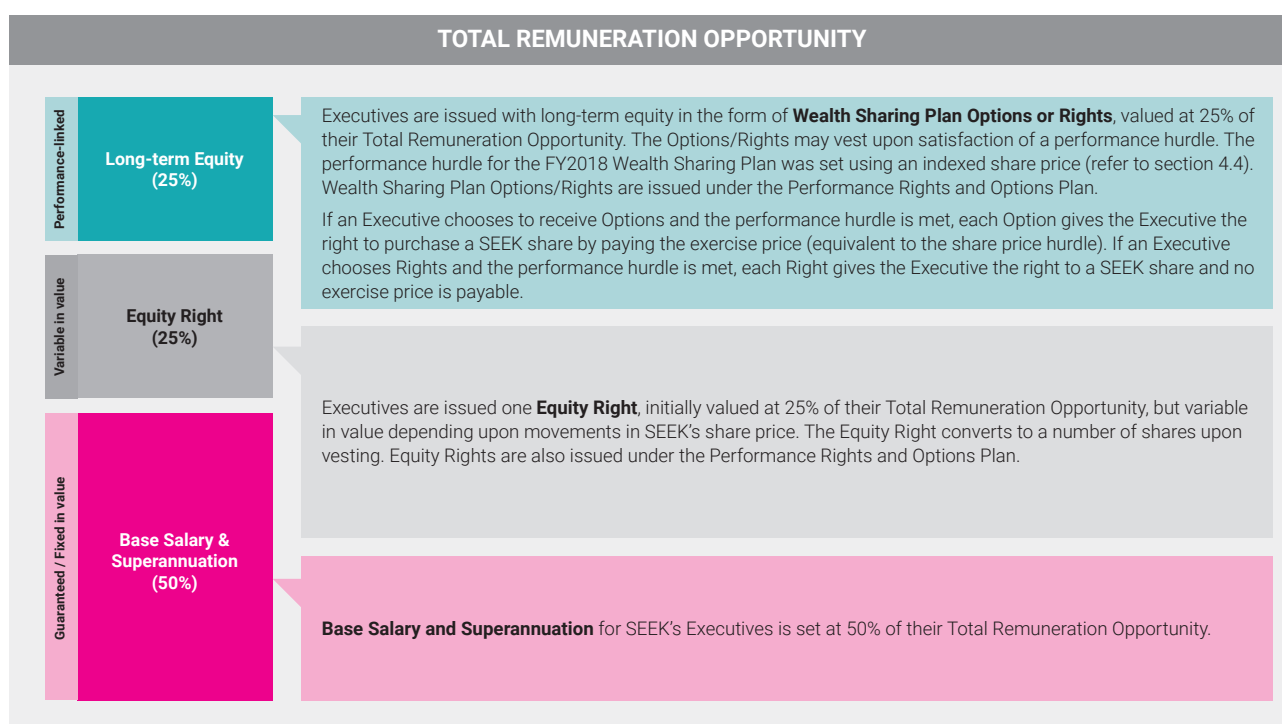 TOTAL REMUNERATION OPPORTUNITY
Performance-linked
Long-term Equity
(25%)
Executives are issued with long-term equity in the form of Wealth Sharing Plan Options or Rights, valued at 25% of
their Total Remuneration Opportunity. The Options/Rights may vest upon satisfaction of a performance hurdle. The
performance hurdle for the FY2018 Wealth Sharing Plan was set using an indexed share price (refer to section 4.4).
Wealth Sharing Plan Options/Rights are issued under the Performance Rights and Options Plan.
If an Executive chooses to receive Options and the performance hurdle is met, each Option gives the Executive the
right to purchase a SEEK share by paying the exercise price (equivalent to the share price hurdle). If an Executive
chooses Rights and the performance hurdle is met, each Right gives the Executive the right to a SEEK share and no
exercise price is payable.
Variable in value
Equity Right
(25%)
Executives are issued one Equity Right, initially valued at 25% of their Total Remuneration Opportunity, but variable
in value depending upon movements in SEEK's share price. The Equity Right converts to a number of shares upon
vesting. Equity Rights are also issued under the Performance Rights and Options Plan.
Guaranteed / Fixed in value
Base Salary &
Superannuation
(50%)
Base Salary and Superannuation for SEEK's Executives is set at 50% of their Total Remuneration Opportunity.